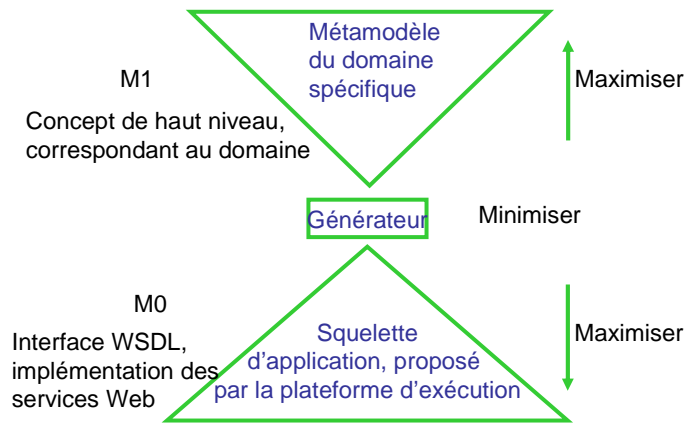 Métamodèle
du domaine
spécifique
M1
Maximiser
Concept de haut niveau,
correspondant au domaine
Générateur
Minimiser
M0
Interface WSDL,
implémentation des
services Web
Squelette
d'application, proposé
par la plateforme d'exécution
Maximiser